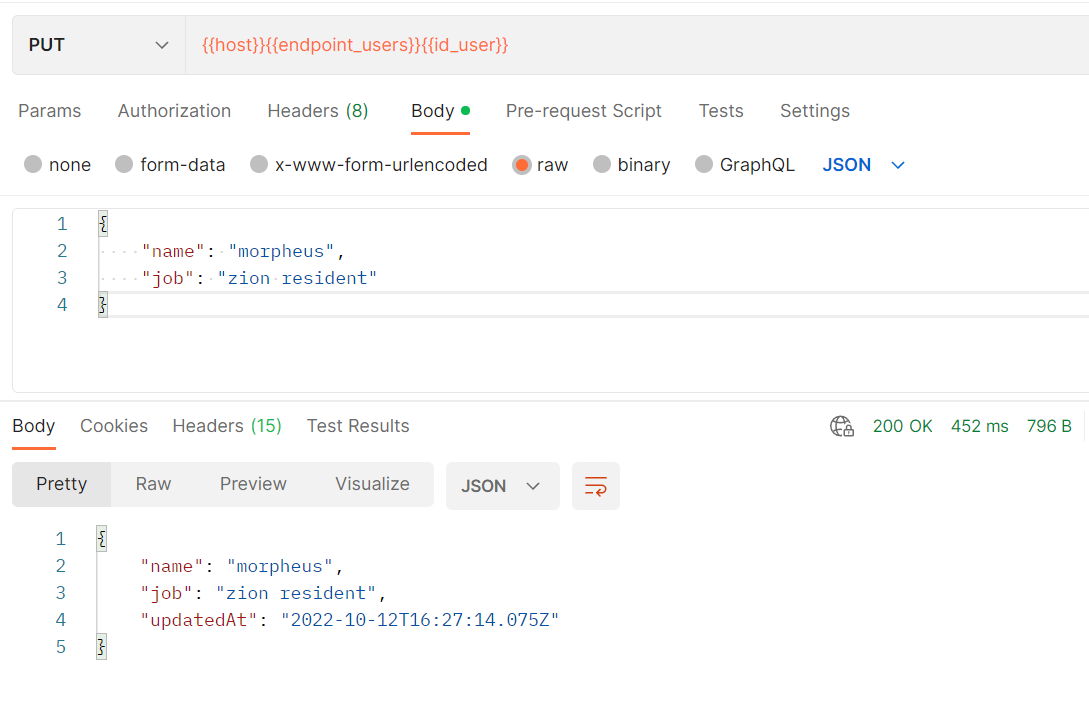 PUT {{host}}{{endpoint_users}}{{id_user}}
Params Authorization Headers (8) Body Pre-request Script Tests Settings
none form-data x-www-form-urlencoded raw binary GraphQL JSON
1 {
2 "name": "morpheus",
3 "job": "zion resident"
4 }
Body Cookies Headers (15) Test Results 200 OK 452 ms 796 B
Pretty Raw Preview Visualize JSON
1 {
2 "name": "morpheus",
3 "job": "zion resident",
4 "updatedAt": "2022-10-12T16:27:14.075Z"
5 }